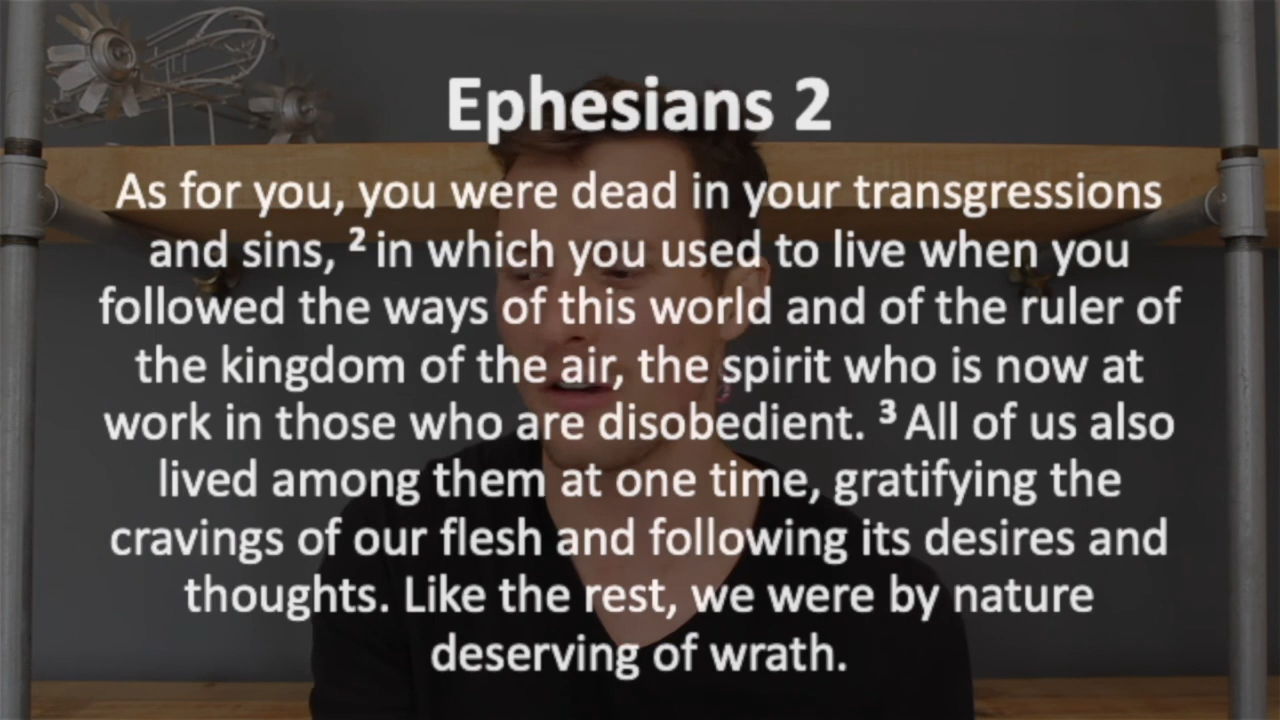 Ephesians 2
As for you, you were dead in your transgressions
and sins, ² in which you used to live when you
followed the ways of this world and of the ruler of
the kingdom of the air, the spirit who is now at
work in those who are disobedient. ³ All of us also
lived among them at one time, gratifying the
cravings of our flesh and following its desires and
thoughts. Like the rest, we were by nature
deserving of wrath.